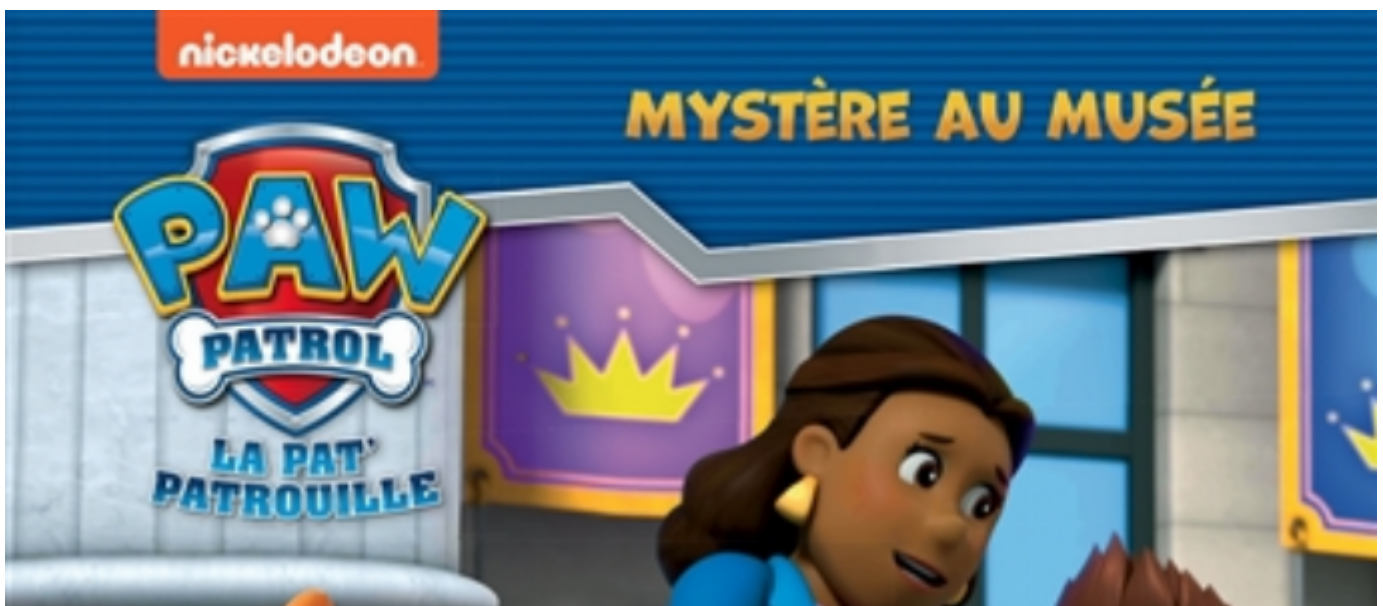 nickelodeon
MYSTÈRE AU MUSÉE
PAW
PATROL
LA PAT'
PATROUILLE